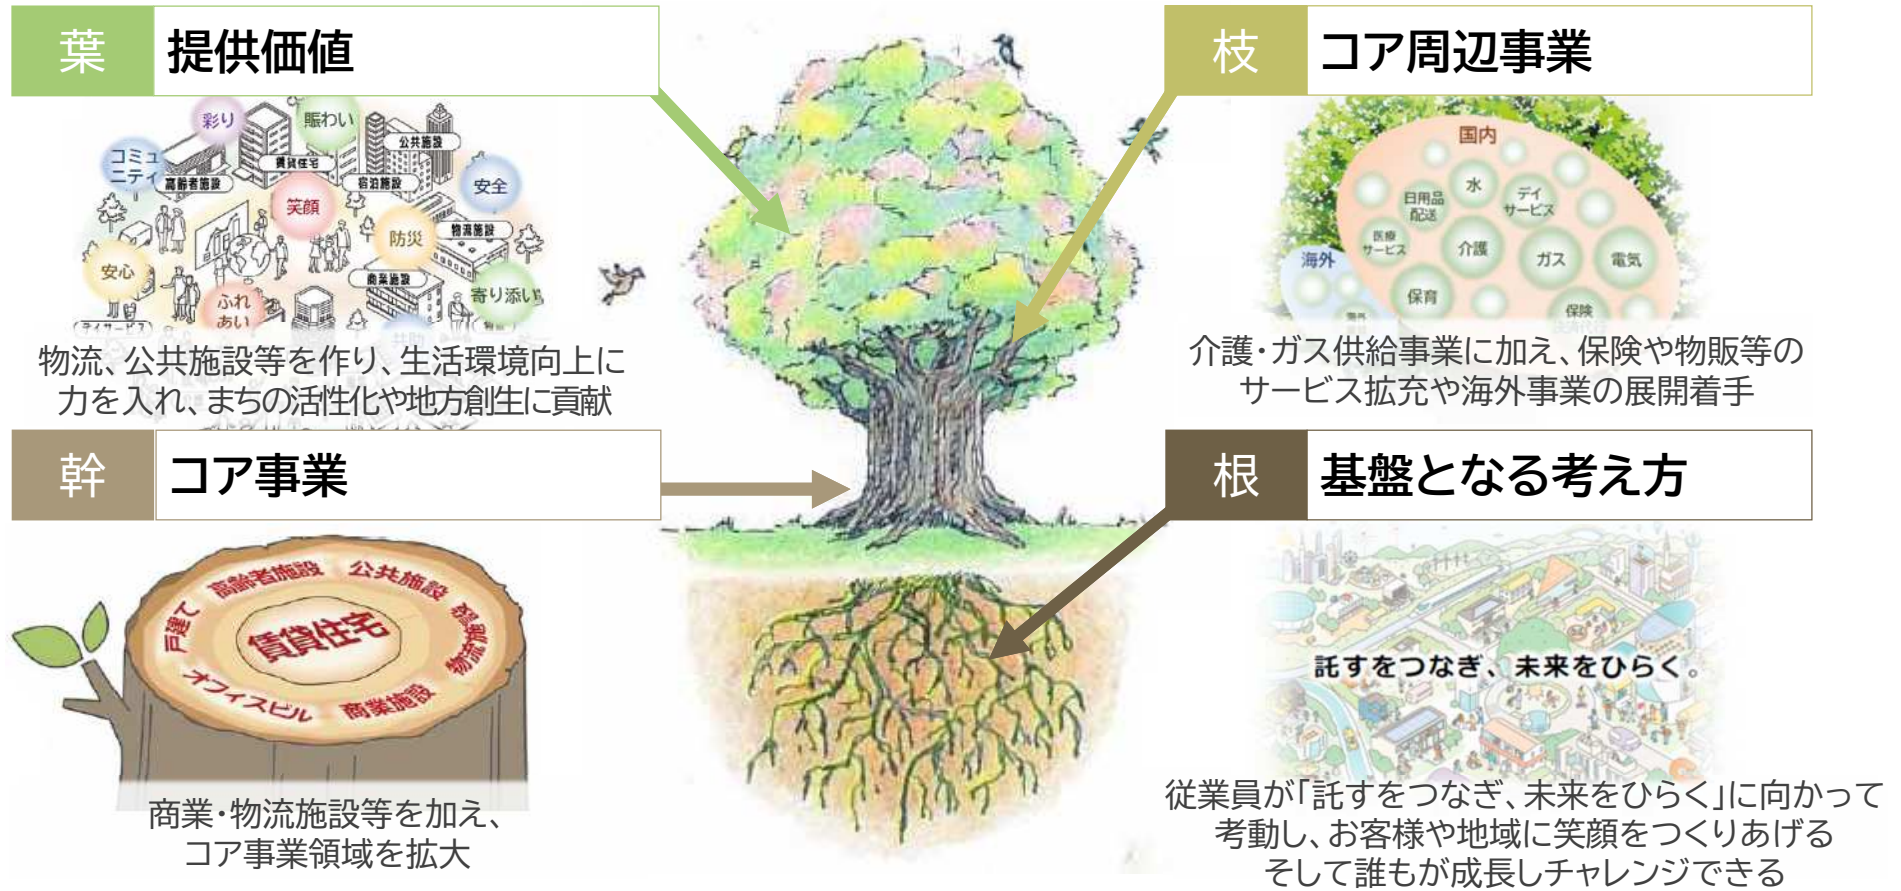 葉 提供価値
彩り
賑わい
公共施設
コミュニティ
賃貸住宅
高齢者施設
宿泊施設
安全
笑顔
防災
物流施設
安心
商業施設
寄り添い
ふれあい
デイサービス
共助
物流、公共施設等を作り、生活環境向上に
力を入れ、まちの活性化や地方創生に貢献
枝 コア周辺事業
国内
水
日用品
配送
デイ
サービス
医療
サービス
介護
ガス
電気
海外
保育
保険
介護・ガス供給事業に加え、保険や物販等の
サービス拡充や海外事業の展開着手
幹 コア事業
高齢者施設
公共施設
戸建て
賃貸住宅
物流施設
オフィスビル
商業施設
商業・物流施設等を加え、
コア事業領域を拡大
根 基盤となる考え方
託すをつなぎ、未来をひらく。
従業員が「託すをつなぎ、未来をひらく」に向かって
考動し、お客様や地域に笑顔をつくりあげる
そして誰もが成長しチャレンジできる